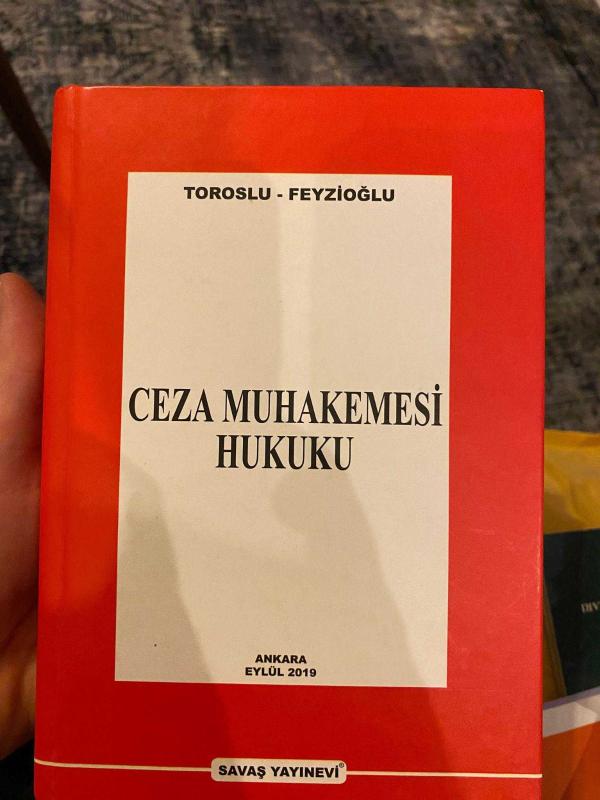 TOROSLU - FEYZİOĞLU
CEZA MUHAKEMESİ
HUKUKU
ANKARA
EYLÜL 2019
SAVAŞ YAYINEVİ®